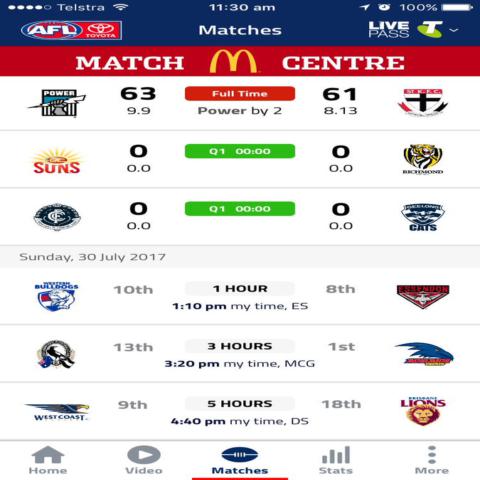 Telstra 11:30 am 100%
AFL TOYOTA Matches LIVE PASS T
MATCH M CENTRE
POWER 63 Full Time 61 ST K.F.C.
9.9 Power by 2 8.13
SUNS 0 Q1 00:00 0 RICHMOND
0.0 0.0
0 Q1 00:00 0 GEELONG CATS
0.0 0.0
Sunday, 30 July 2017
WESTERN BULLDOGS 10th 1 HOUR 8th ESSENDON
1:10 pm my time, ES
13th 3 HOURS 1st
3:20 pm my time, MCG
WEST COAST 9th 5 HOURS 18th BRISBANE LIONS
4:40 pm my time, DS
Home Video Matches Stats More